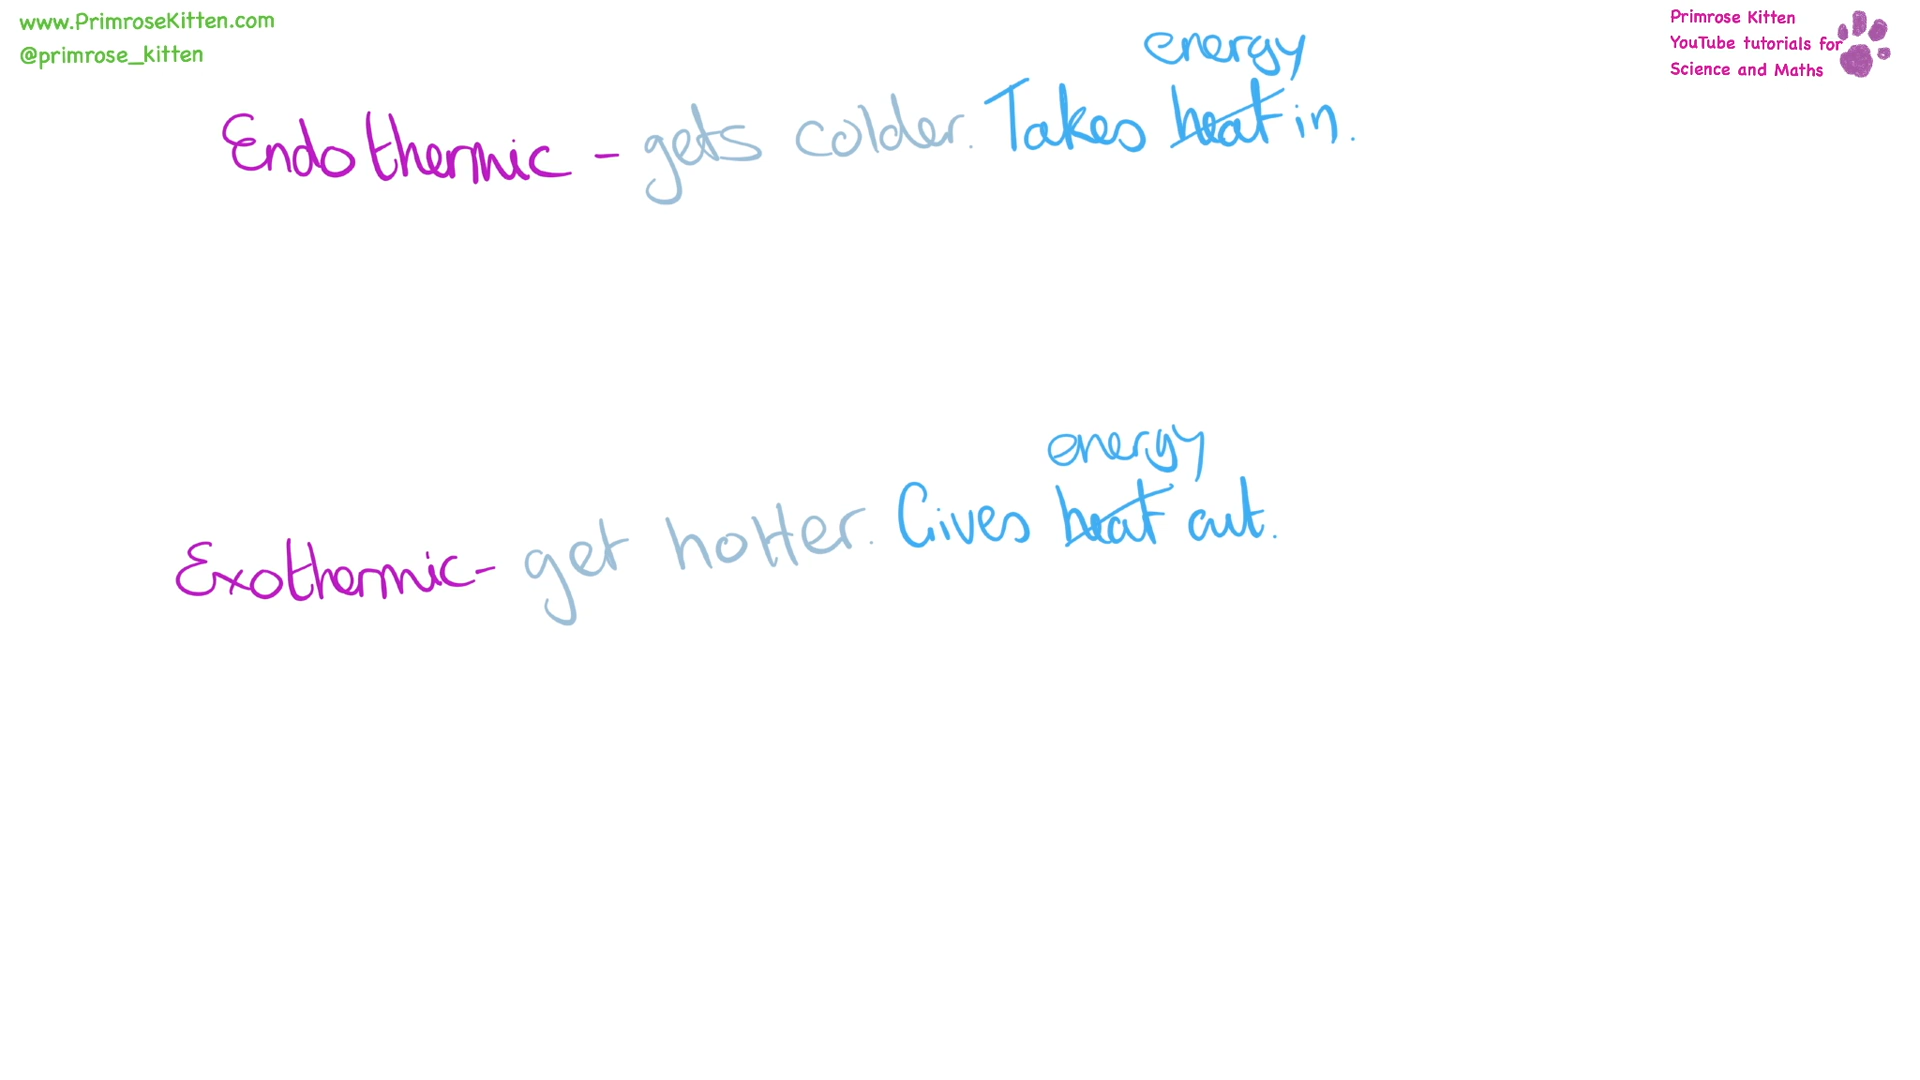 www.PrimroseKitten.com
@primrose_kitten
Primrose Kitten
YouTube tutorials for
Science and Maths
energy
Endothermic - gets colder. Takes heat in.
energy
Exothermic - get hotter. Gives heat out.